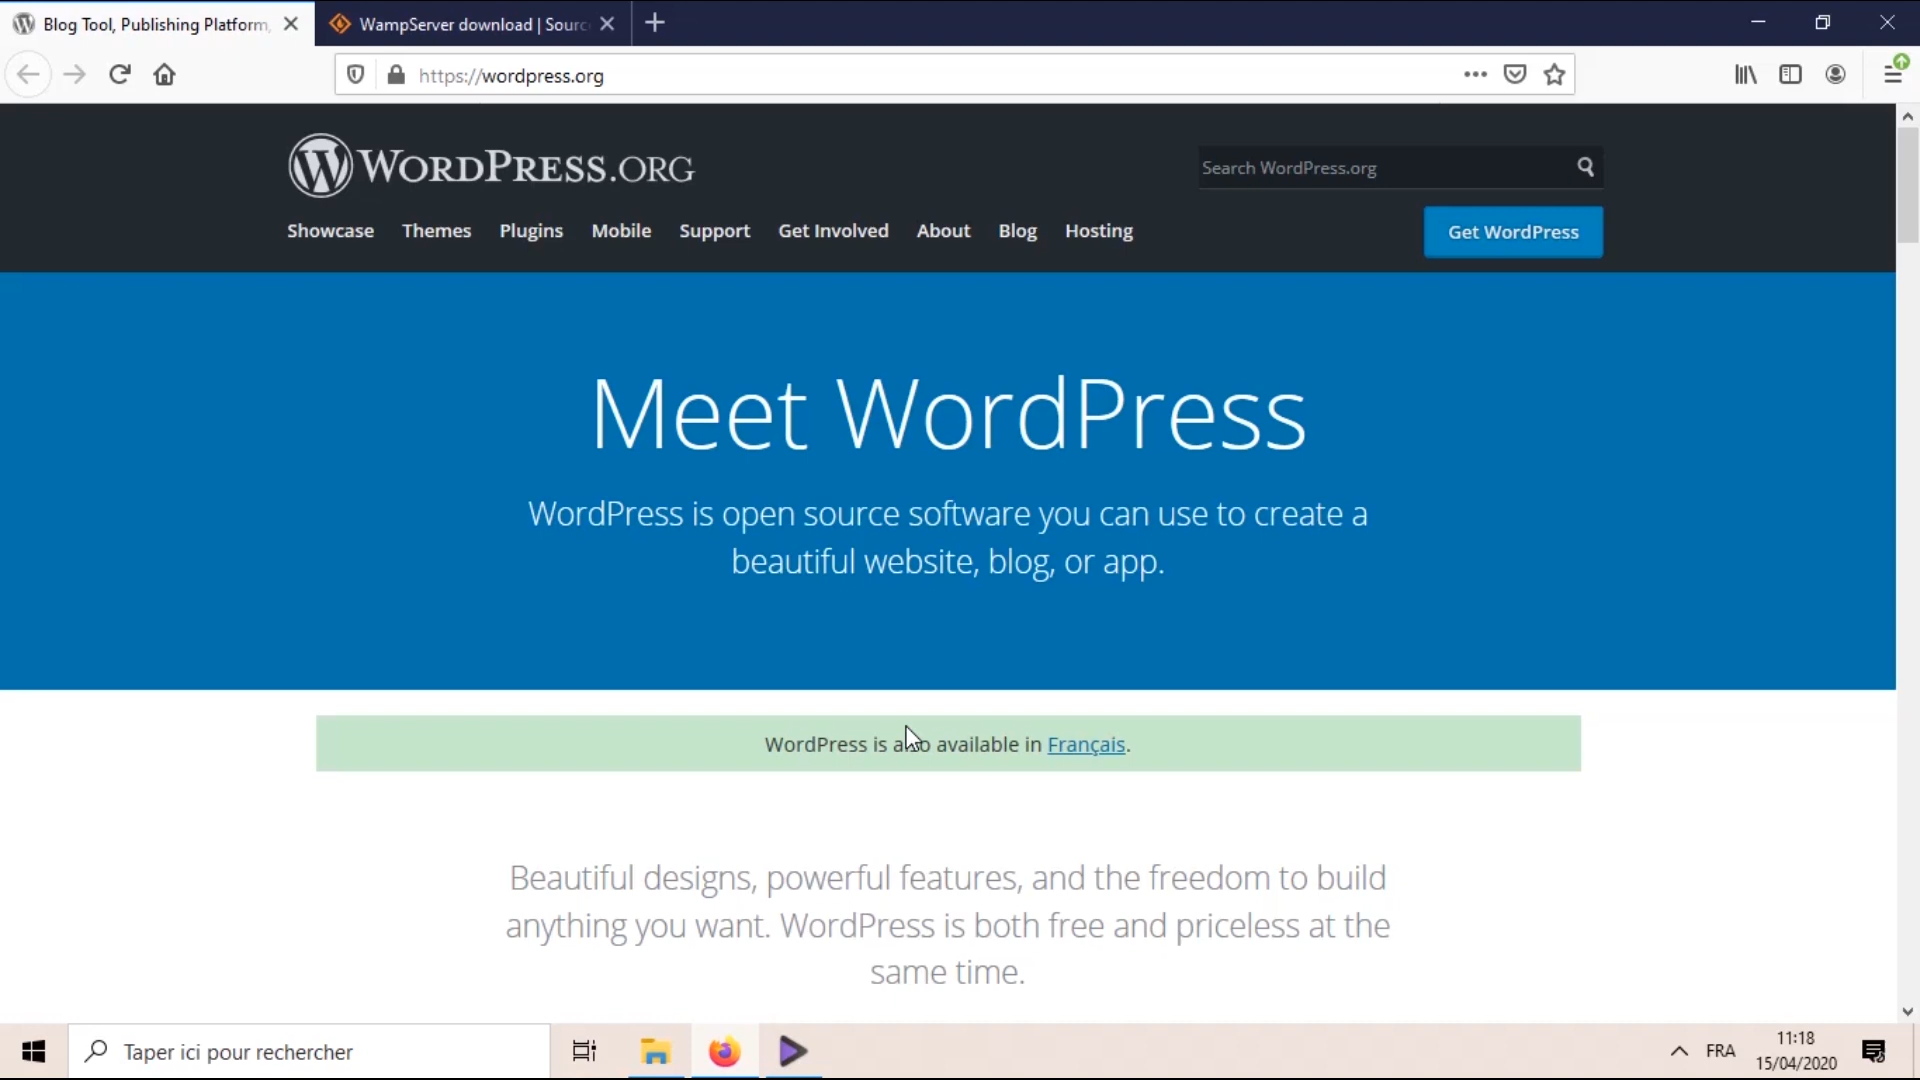 Blog Tool, Publishing Platform,
WampServer download | Sourc
https://wordpress.org
WORDPRESS.ORG
Search WordPress.org
Showcase Themes Plugins Mobile Support Get Involved About Blog Hosting
Get WordPress
Meet WordPress
WordPress is open source software you can use to create a
beautiful website, blog, or app.
WordPress is also available in Français.
Beautiful designs, powerful features, and the freedom to build
anything you want. WordPress is both free and priceless at the
same time.
Taper ici pour rechercher
FRA
11:18
15/04/2020